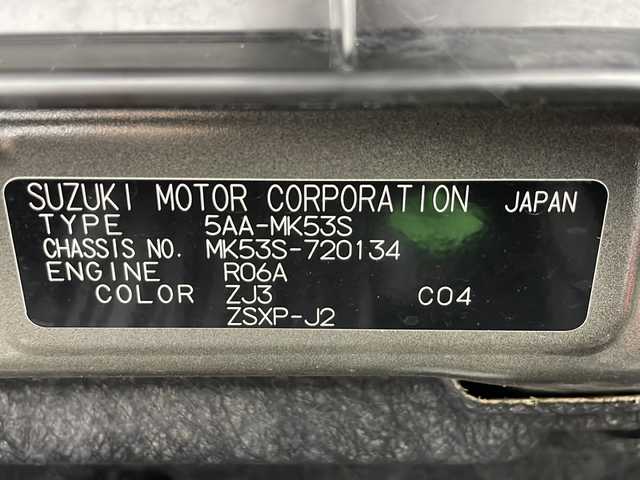 SUZUKI MOTOR CORPORATION JAPAN
TYPE 5AA-MK53S
CHASSIS NO. MK53S-720134
ENGINE R06A
COLOR ZJ3 C04
ZSXP-J2